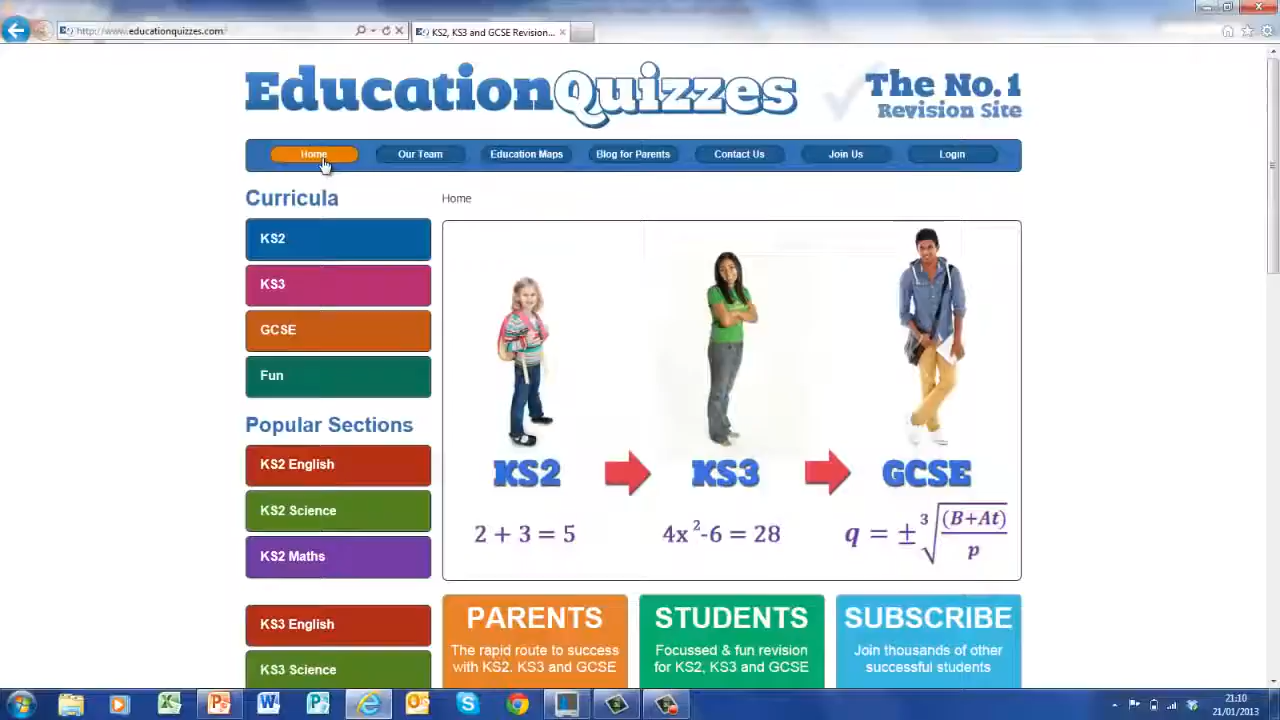 http://www.educationquizzes.com/
KS2, KS3 and GCSE Revision...
EducationQuizzes
The No.1
Revision Site
Home
Our Team
Education Maps
Blog for Parents
Contact Us
Join Us
Login
Curricula
KS2
KS3
GCSE
Fun
Popular Sections
KS2 English
KS2 Science
KS2 Maths
KS3 English
KS3 Science
Home
KS2
KS3
GCSE
2 + 3 = 5
4x²-6 = 28
q = ± ³√((B+At)/p)
PARENTS
The rapid route to success
with KS2. KS3 and GCSE
STUDENTS
Focussed & fun revision
for KS2, KS3 and GCSE
SUBSCRIBE
Join thousands of other
successful students
21:10
21/01/2013